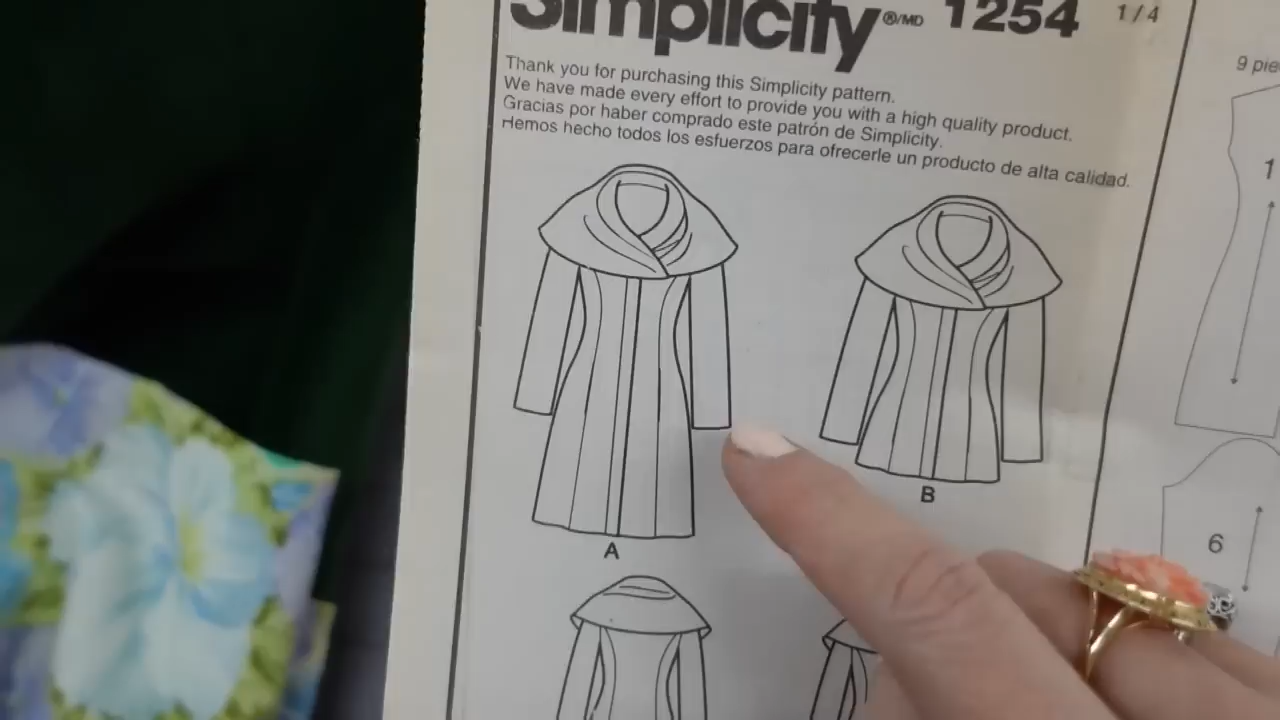 Simplicity®/MD 1254 1/4
Thank you for purchasing this Simplicity pattern.
We have made every effort to provide you with a high quality product.
Gracias por haber comprado este patrón de Simplicity.
Hemos hecho todos los esfuerzos para ofrecerle un producto de alta calidad.
A
B
9
1
6